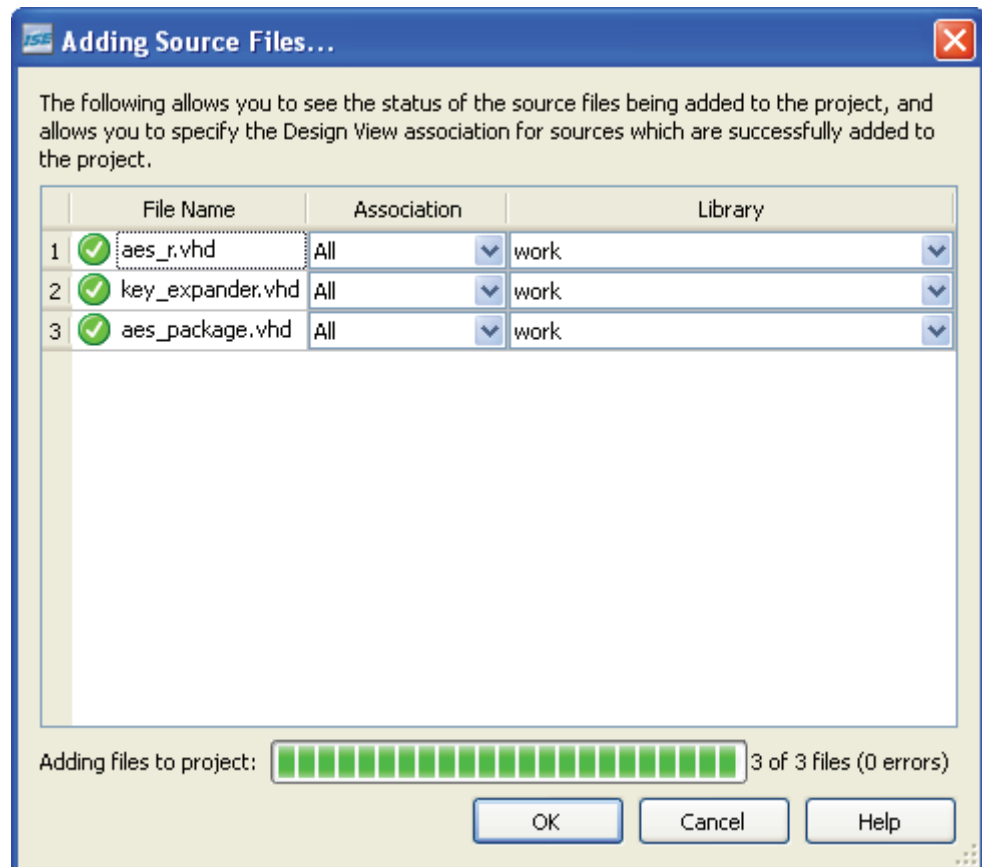 ISE Adding Source Files...
The following allows you to see the status of the source files being added to the project, and
allows you to specify the Design View association for sources which are successfully added to
the project.
File Name Association Library
1 aes_r.vhd All work
2 key_expander.vhd All work
3 aes_package.vhd All work
Adding files to project: 3 of 3 files (0 errors)
OK Cancel Help